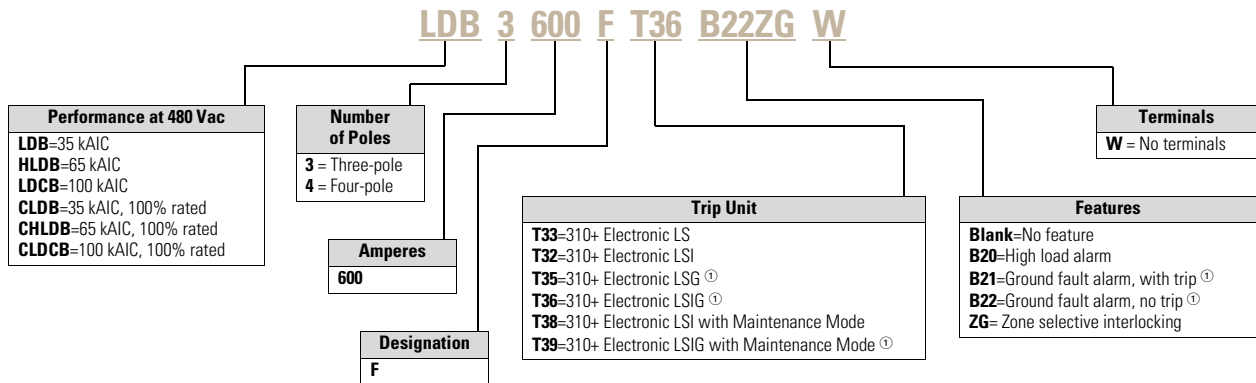 LDB 3 600 F T36 B22ZG W
Performance at 480 Vac
LDB=35 kAIC
HLDB=65 kAIC
LDCB=100 kAIC
CLDB=35 kAIC, 100% rated
CHLDB=65 kAIC, 100% rated
CLDCB=100 kAIC, 100% rated
Number
of Poles
3 = Three-pole
4 = Four-pole
Amperes
600
Designation
F
Trip Unit
T33=310+ Electronic LS
T32=310+ Electronic LSI
T35=310+ Electronic LSG ①
T36=310+ Electronic LSIG ①
T38=310+ Electronic LSI with Maintenance Mode
T39=310+ Electronic LSIG with Maintenance Mode ①
Features
Blank=No feature
B20=High load alarm
B21=Ground fault alarm, with trip ①
B22=Ground fault alarm, no trip ①
ZG= Zone selective interlocking
Terminals
W = No terminals